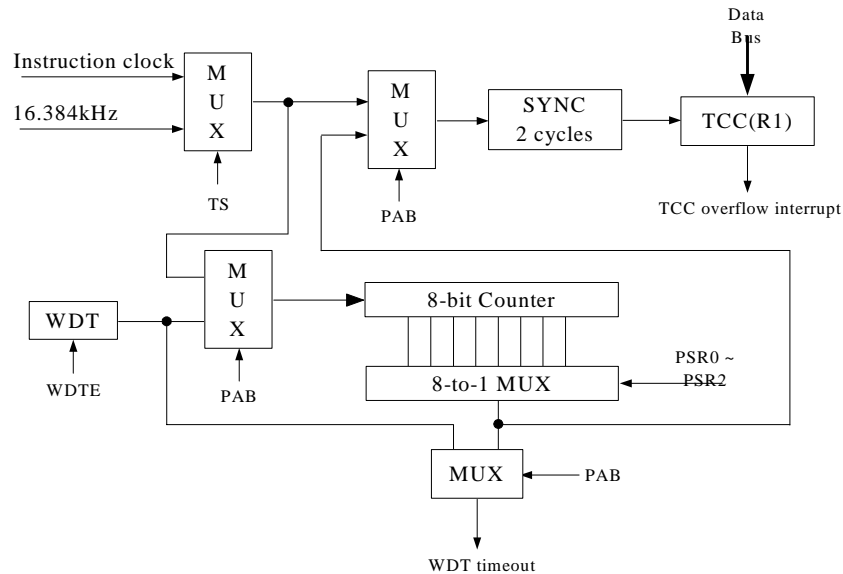 Data
Bus
Instruction clock
16.384kHz
M
U
X
TS
M
U
X
PAB
SYNC
2 cycles
TCC(R1)
TCC overflow interrupt
M
U
X
PAB
WDT
WDTE
8-bit Counter
8-to-1 MUX
PSR0 ~
PSR2
MUX
PAB
WDT timeout